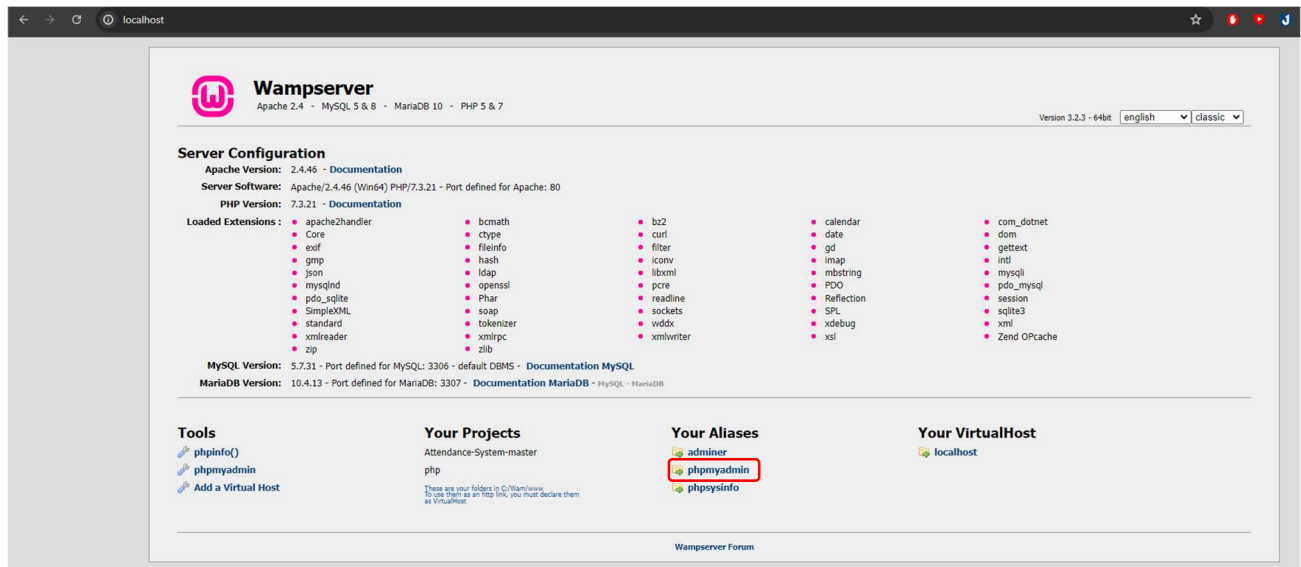 localhost
Wampserver
Apache 2.4 - MySQL 5 & 8 - MariaDB 10 - PHP 5 & 7
Version 3.2.3 - 64bit english classic
Server Configuration
Apache Version: 2.4.46 - Documentation
Server Software: Apache/2.4.46 (Win64) PHP/7.3.21 - Port defined for Apache: 80
PHP Version: 7.3.21 - Documentation
Loaded Extensions : apache2handler bcmath bz2 calendar com_dotnet
Core ctype curl date dom
exif fileinfo filter gd gettext
gmp hash iconv imap intl
json ldap libxml mbstring mysqli
mysqlnd openssl pcre PDO pdo_mysql
pdo_sqlite Phar readline Reflection session
SimpleXML soap sockets SPL sqlite3
standard tokenizer wddx xdebug xml
xmlreader xmlrpc xmlwriter xsl Zend OPcache
zip zlib
MySQL Version: 5.7.31 - Port defined for MySQL: 3306 - default DBMS - Documentation MySQL
MariaDB Version: 10.4.13 - Port defined for MariaDB: 3307 - Documentation MariaDB - MySQL - MariaDB
Tools
phpinfo()
phpmyadmin
Add a Virtual Host
Your Projects
Attendance-System-master
php
These are your folders in C:/Wam/www
To use them as an http link, you must declare them
as VirtualHost
Your Aliases
adminer
phpmyadmin
phpsysinfo
Your VirtualHost
localhost
Wampserver Forum